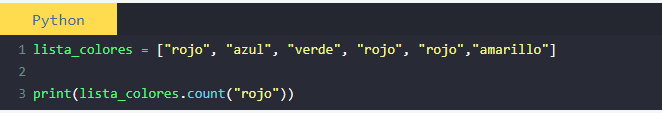 Python
1 lista_colores = ["rojo", "azul", "verde", "rojo", "rojo","amarillo"]
2
3 print(lista_colores.count("rojo"))